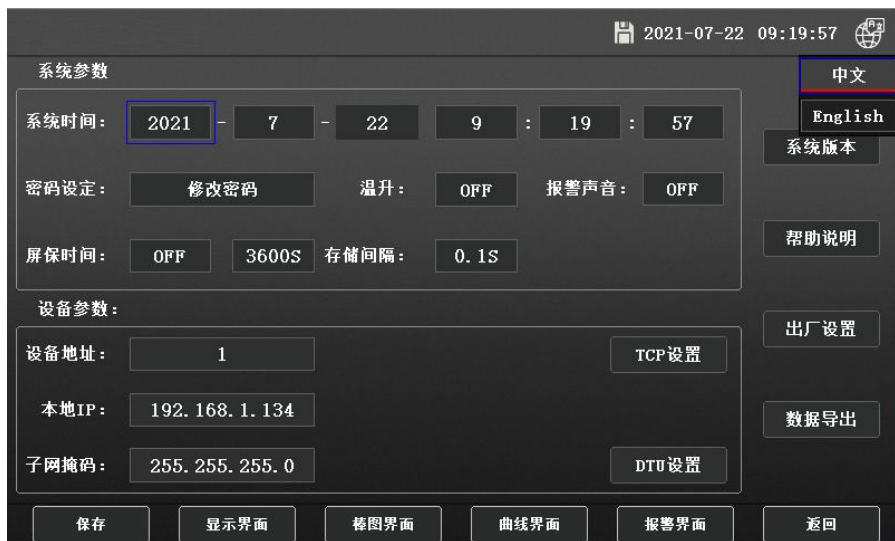 2021-07-22 09:19:57
系统参数
中文
English
系统时间: 2021 - 7 - 22 9 : 19 : 57
系统版本
密码设定: 修改密码 温升: OFF 报警声音: OFF
帮助说明
屏保时间: OFF 3600S 存储间隔: 0.1S
设备参数:
出厂设置
设备地址: 1 TCP设置
本地IP: 192.168.1.134
数据导出
子网掩码: 255.255.255.0 DTU设置
保存 显示界面 棒图界面 曲线界面 报警界面 返回